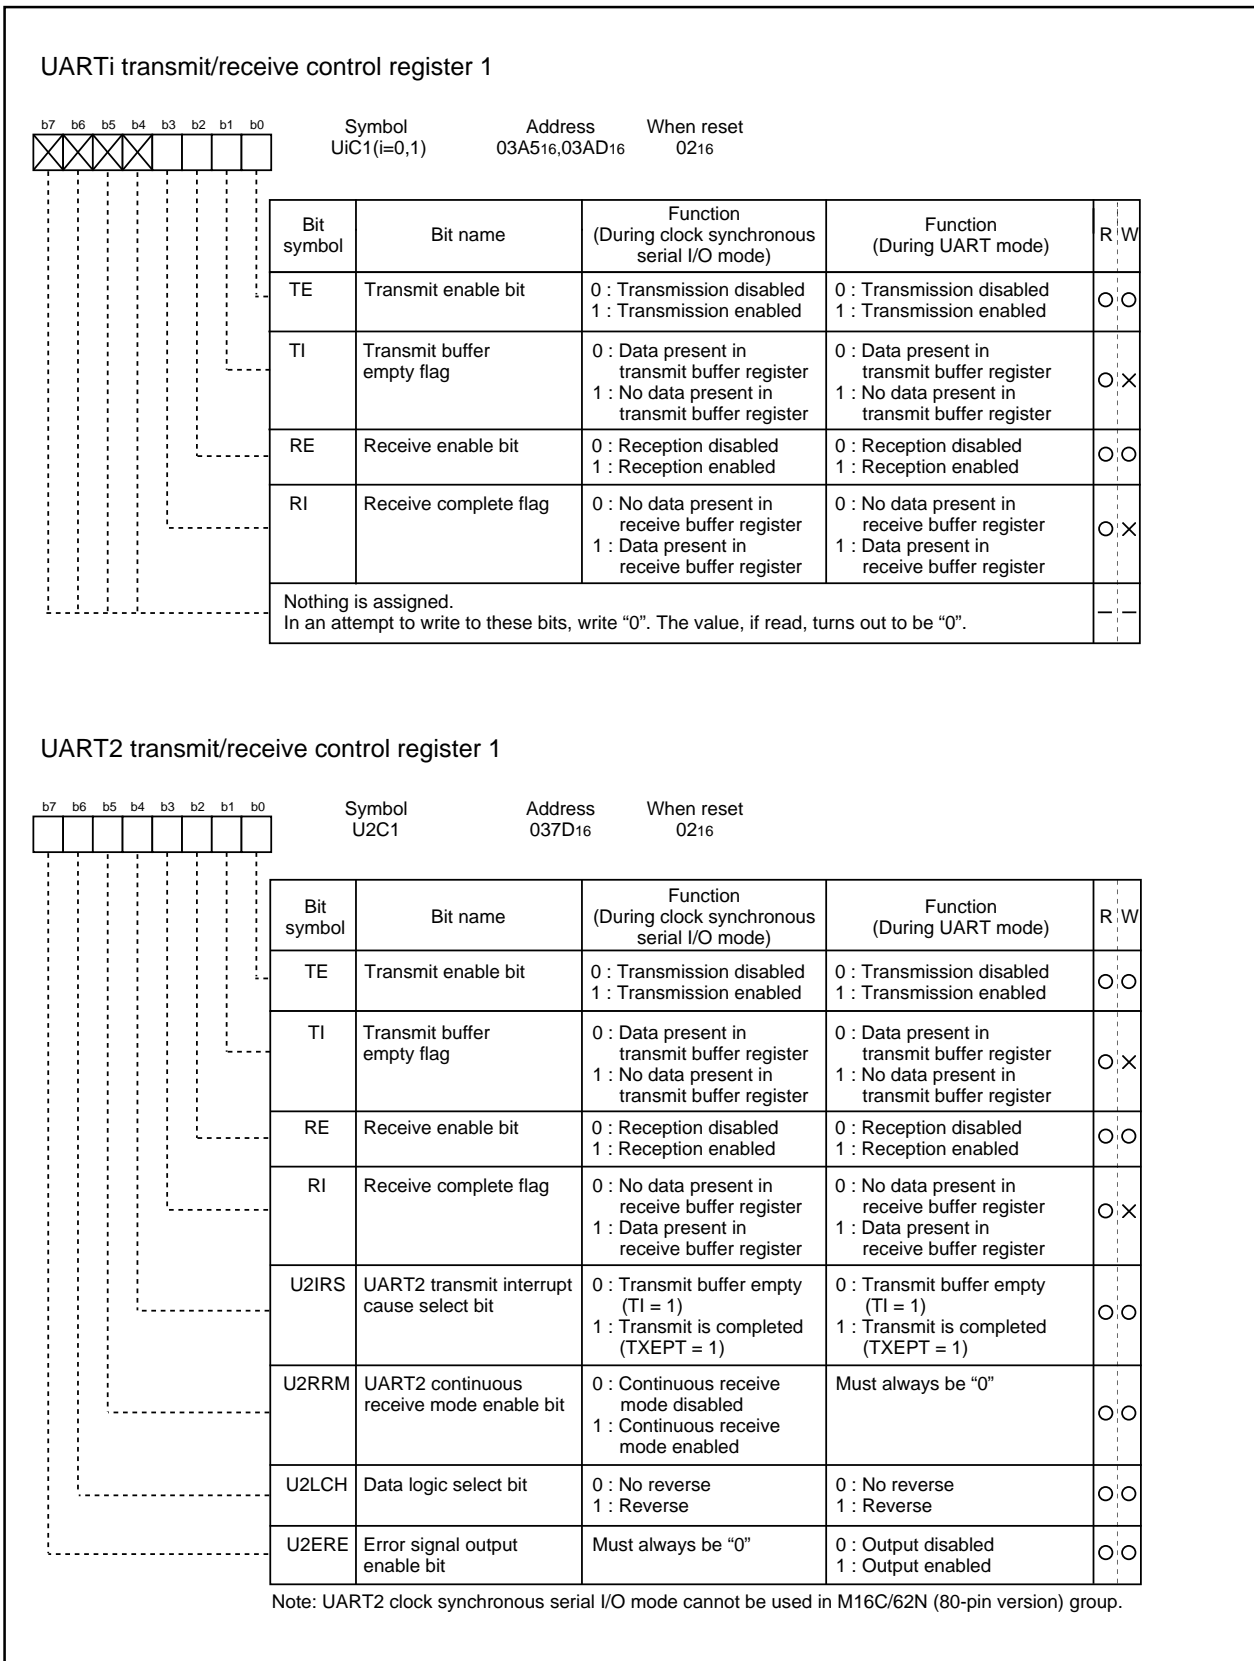 UARTi transmit/receive control register 1
b7 b6 b5 b4 b3 b2 b1 b0
Symbol Address When reset
UiC1(i=0,1) 03A516,03AD16 0216
Bit symbol Bit name Function (During clock synchronous serial I/O mode) Function (During UART mode) R W
TE Transmit enable bit 0 : Transmission disabled 0 : Transmission disabled
1 : Transmission enabled 1 : Transmission enabled
TI Transmit buffer 0 : Data present in 0 : Data present in
empty flag transmit buffer register transmit buffer register
1 : No data present in 1 : No data present in
transmit buffer register transmit buffer register
RE Receive enable bit 0 : Reception disabled 0 : Reception disabled
1 : Reception enabled 1 : Reception enabled
RI Receive complete flag 0 : No data present in 0 : No data present in
receive buffer register receive buffer register
1 : Data present in 1 : Data present in
receive buffer register receive buffer register
Nothing is assigned.
In an attempt to write to these bits, write “0”. The value, if read, turns out to be “0”.
UART2 transmit/receive control register 1
b7 b6 b5 b4 b3 b2 b1 b0
Symbol Address When reset
U2C1 037D16 0216
Bit symbol Bit name Function (During clock synchronous serial I/O mode) Function (During UART mode) R W
TE Transmit enable bit 0 : Transmission disabled 0 : Transmission disabled
1 : Transmission enabled 1 : Transmission enabled
TI Transmit buffer 0 : Data present in 0 : Data present in
empty flag transmit buffer register transmit buffer register
1 : No data present in 1 : No data present in
transmit buffer register transmit buffer register
RE Receive enable bit 0 : Reception disabled 0 : Reception disabled
1 : Reception enabled 1 : Reception enabled
RI Receive complete flag 0 : No data present in 0 : No data present in
receive buffer register receive buffer register
1 : Data present in 1 : Data present in
receive buffer register receive buffer register
U2IRS UART2 transmit interrupt 0 : Transmit buffer empty 0 : Transmit buffer empty
cause select bit (TI = 1) (TI = 1)
1 : Transmit is completed 1 : Transmit is completed
(TXEPT = 1) (TXEPT = 1)
U2RRM UART2 continuous 0 : Continuous receive Must always be “0”
receive mode enable bit mode disabled
1 : Continuous receive
mode enabled
U2LCH Data logic select bit 0 : No reverse 0 : No reverse
1 : Reverse 1 : Reverse
U2ERE Error signal output Must always be “0” 0 : Output disabled
enable bit 1 : Output enabled
Note: UART2 clock synchronous serial I/O mode cannot be used in M16C/62N (80-pin version) group.